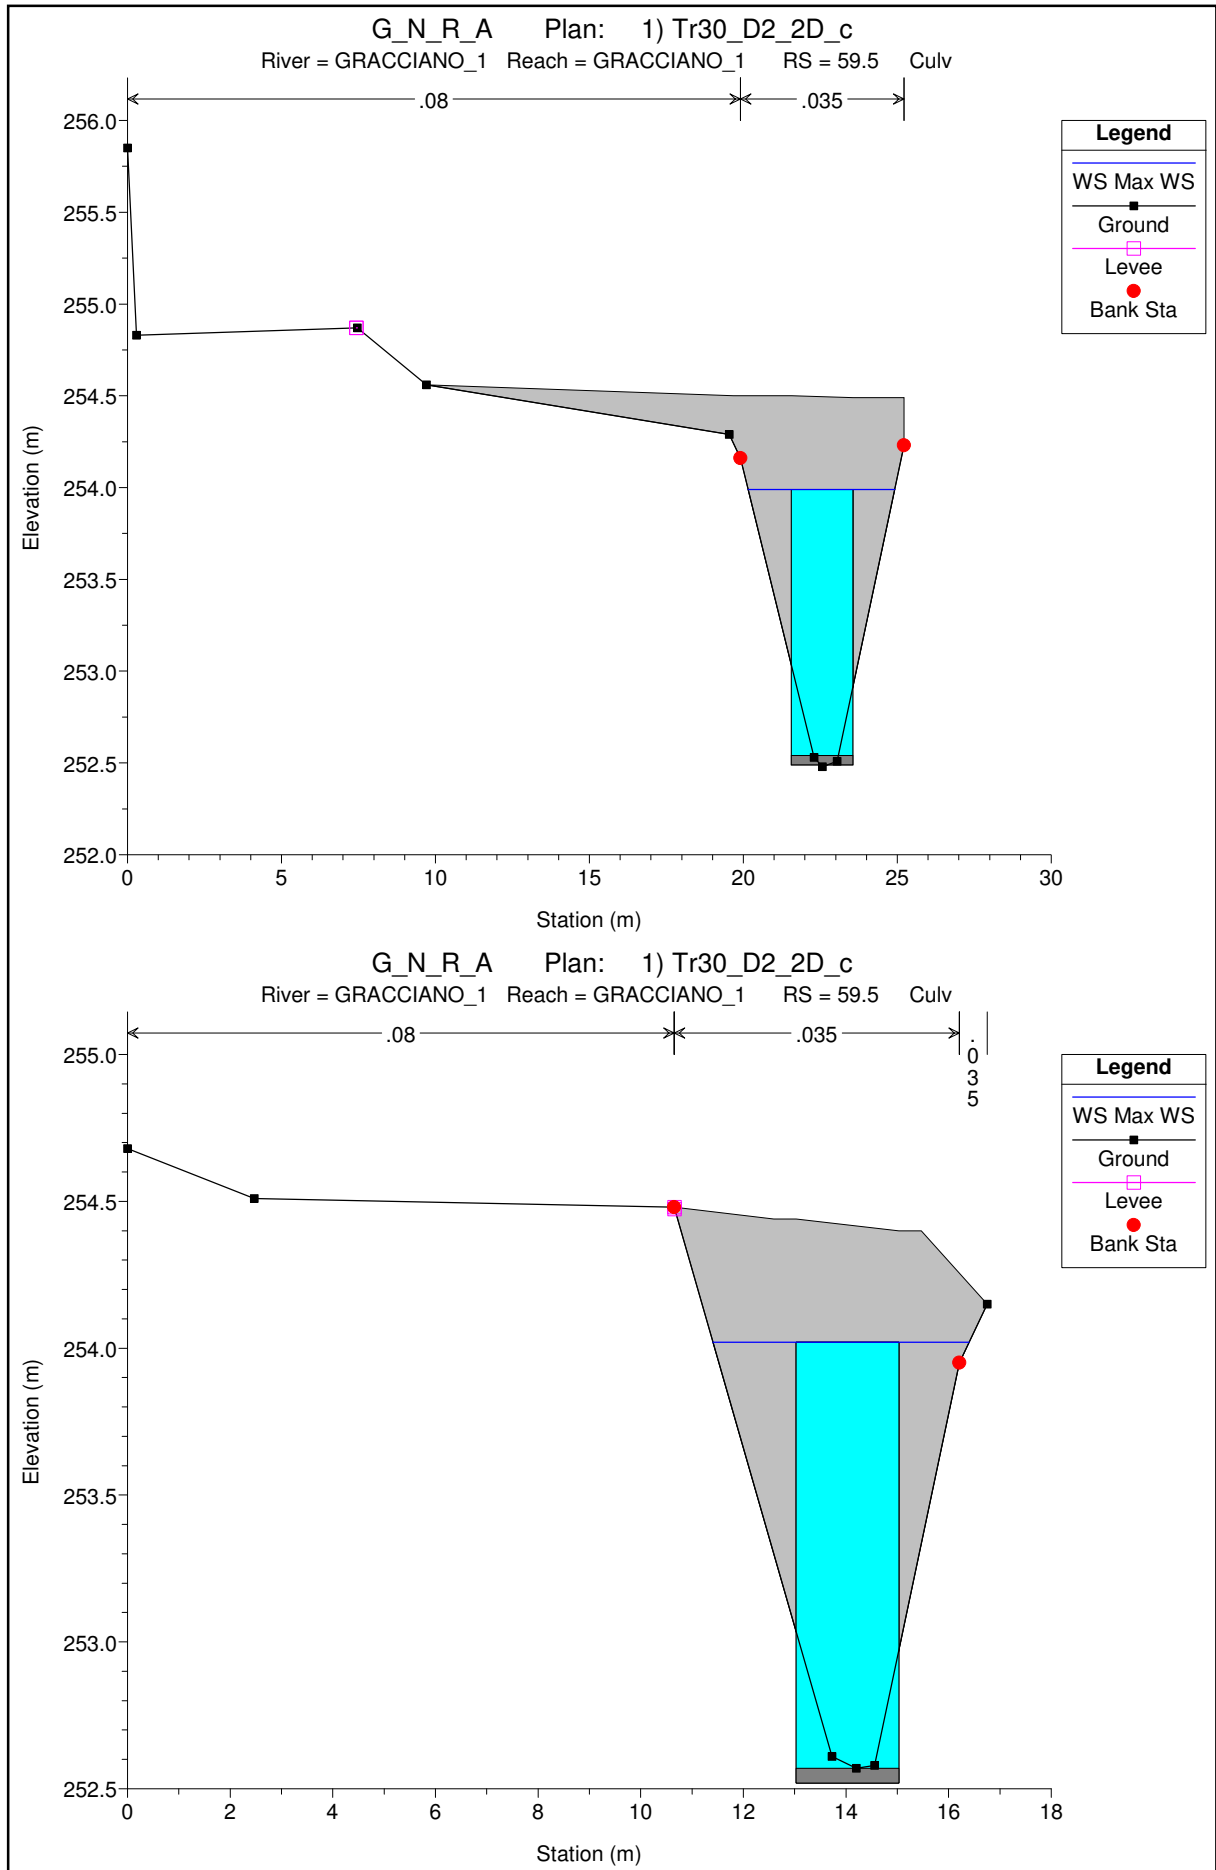 G_N_R_A Plan: 1) Tr30_D2_2D_c
River = GRACCIANO_1 Reach = GRACCIANO_1 RS = 59.5 Culv
.08
.035
256.0
255.5
255.0
254.5
254.0
253.5
253.0
252.5
252.0
Elevation (m)
0 5 10 15 20 25 30
Station (m)
Legend
WS Max WS
Ground
Levee
Bank Sta
G_N_R_A Plan: 1) Tr30_D2_2D_c
River = GRACCIANO_1 Reach = GRACCIANO_1 RS = 59.5 Culv
.08
.035
.035
255.0
254.5
254.0
253.5
253.0
252.5
Elevation (m)
0 2 4 6 8 10 12 14 16 18
Station (m)
Legend
WS Max WS
Ground
Levee
Bank Sta